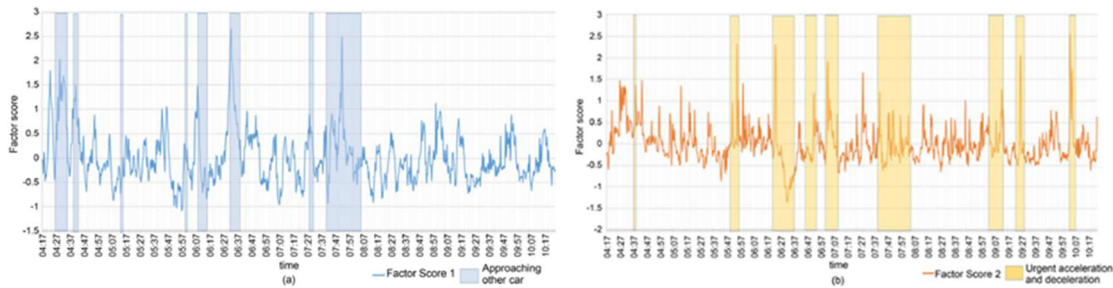 3
2.5
2
1.5
1
0.5
0
-0.5
-1
-1.5
Factor score
04:17 04:27 04:37 04:47 04:57 05:07 05:17 05:27 05:37 05:47 05:57 06:07 06:17 06:27 06:37 06:47 06:57 07:07 07:17 07:27 07:37 07:47 07:57 08:07 08:17 08:27 08:37 08:47 08:57 09:07 09:17 09:27 09:37 09:47 09:57 10:07 10:17
time
Factor Score 1
Approaching
other car
(a)
3
2.5
2
1.5
1
0.5
0
-0.5
-1
-1.5
-2
Factor score
04:17 04:27 04:37 04:47 04:57 05:07 05:17 05:27 05:37 05:47 05:57 06:07 06:17 06:27 06:37 06:47 06:57 07:07 07:17 07:27 07:37 07:47 07:57 08:07 08:17 08:27 08:37 08:47 08:57 09:07 09:17 09:27 09:37 09:47 09:57 10:07 10:17
time
Factor Score 2
Urgent acceleration
and deceleration
(b)